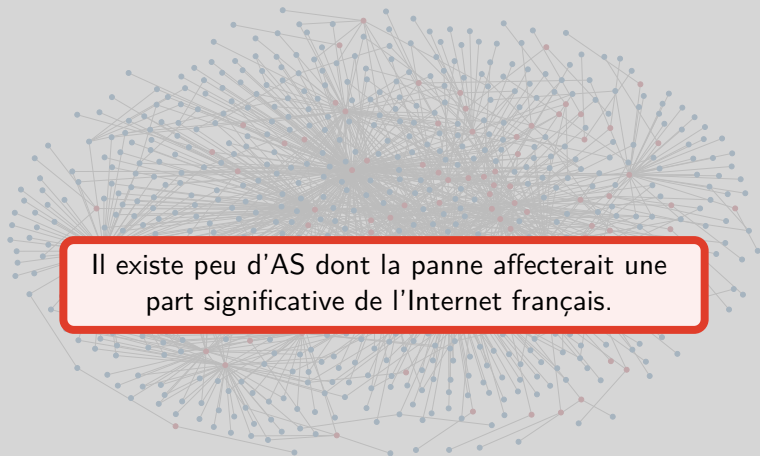 Il existe peu d'AS dont la panne affecterait une
part significative de l'Internet français.